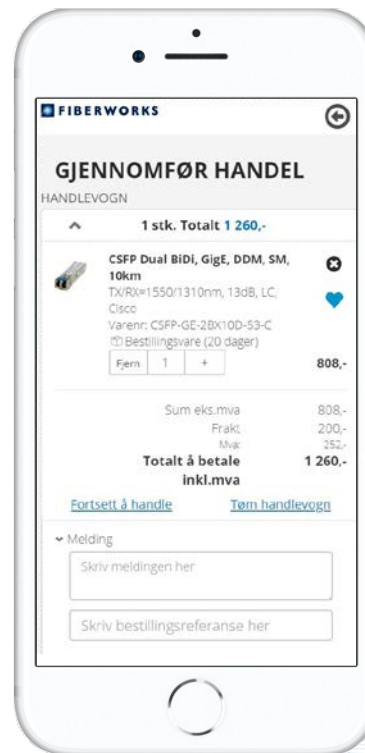 FIBERWORKS
GJENNOMFØR HANDEL
HANDLEVOGN
1 stk. Totalt 1 260,-
CSFP Dual BiDi, GigE, DDM, SM,
10km
TX/RX=1550/1310nm, 13dB, LC,
Cisco
Varenr: CSFP-GE-2BX10D-53-C
Bestillingsvare (20 dager)
Fjern 1 + 808,-
Sum eks.mva 808,-
Frakt 200,-
Mva: 252,-
Totalt å betale 1 260,-
inkl.mva
Fortsett å handle Tøm handlevogn
Melding
Skriv meldingen her
Skriv bestillingsreferanse her